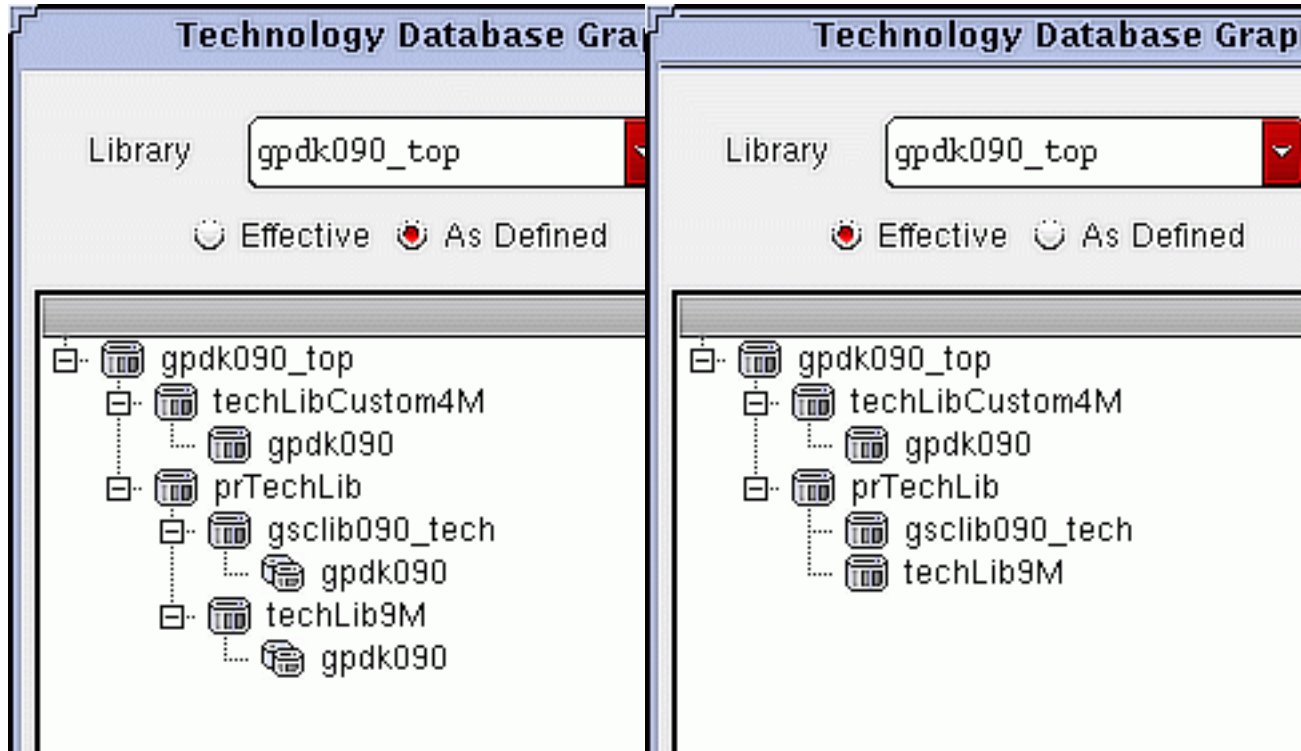 Technology Database Gra
Library
gpdk090_top
Effective As Defined
gpdk090_top
techLibCustom4M
gpdk090
prTechLib
gsclib090_tech
gpdk090
techLib9M
gpdk090
Technology Database Grap
Library
gpdk090_top
Effective As Defined
gpdk090_top
techLibCustom4M
gpdk090
prTechLib
gsclib090_tech
techLib9M